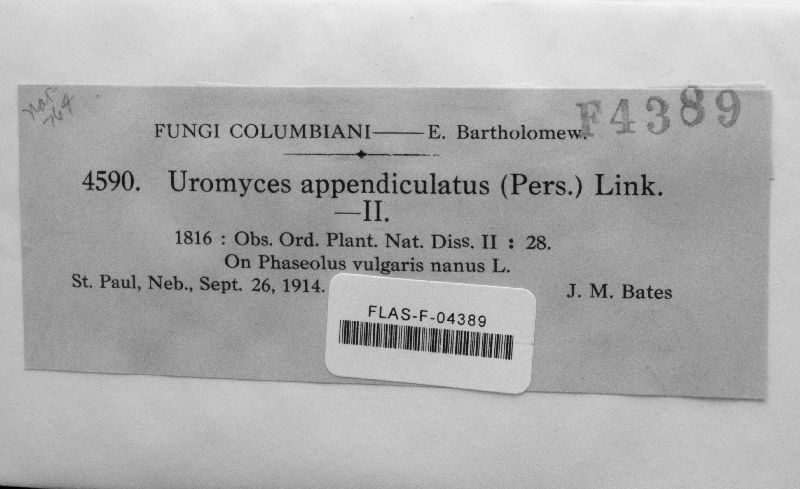 F4389
FUNGI COLUMBIANI——E. Bartholomew.
4590. Uromyces appendiculatus (Pers.) Link.
—II.
1816 : Obs. Ord. Plant. Nat. Diss. II : 28.
On Phaseolus vulgaris nanus L.
St. Paul, Neb., Sept. 26, 1914. J. M. Bates
FLAS-F-04389